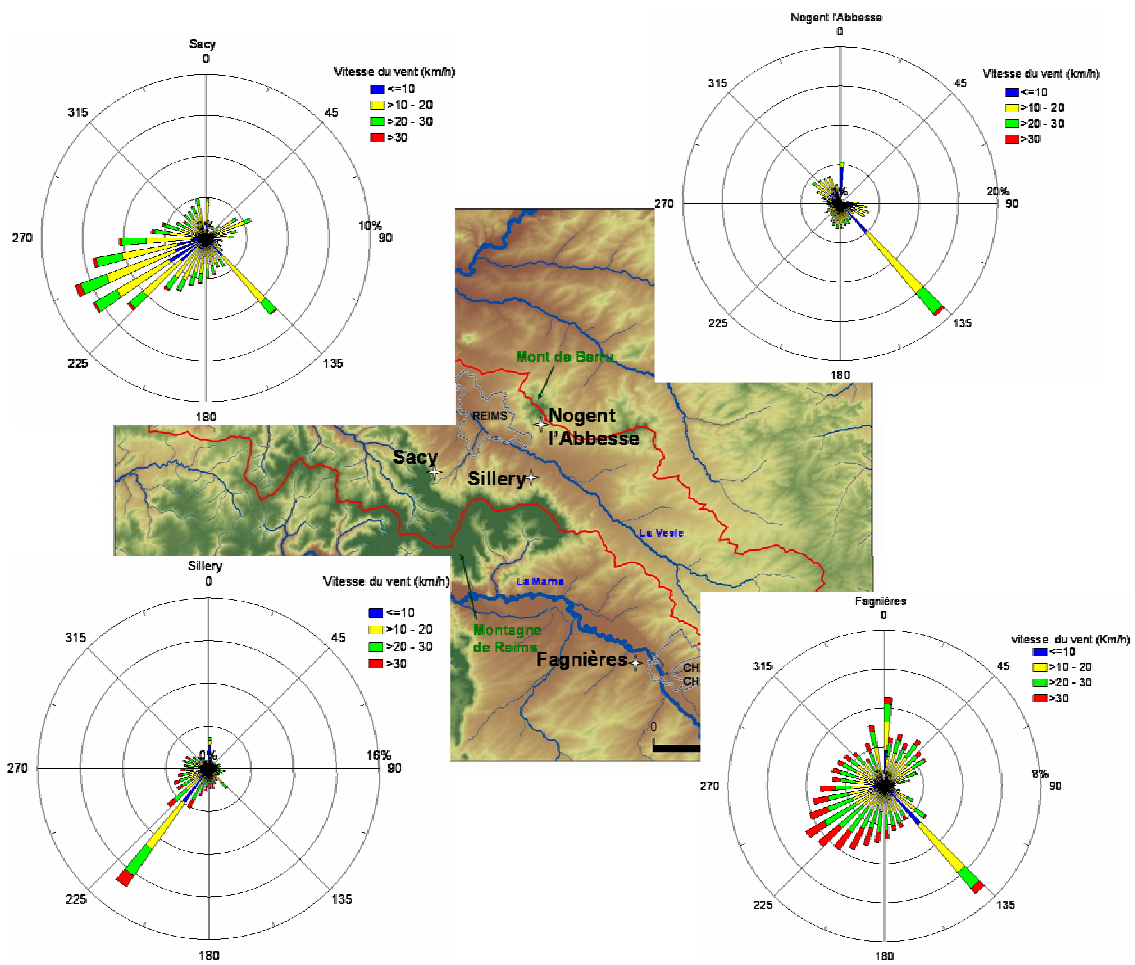 Sacy
0
Vitesse du vent (km/h)
<=10
>10 - 20
>20 - 30
>30
315
45
10%
270
90
225
135
180
Nogent l'Abbesse
0
Vitesse du vent (km/h)
<=10
>10 - 20
>20 - 30
>30
315
45
20%
270
90
225
135
180
Mont de Berru
REIMS
Nogent
l'Abbesse
Sacy
Sillery
La Vesle
La Marne
Montagne
de Reims
Fagnières
CH
CH
0
Sillery
0
Vitesse du vent (km/h)
<=10
>10 - 20
>20 - 30
>30
315
45
0%
16%
270
90
225
135
180
Fagnières
0
vitesse du vent (Km/h)
<=10
>10 - 20
>20 - 30
>30
315
45
8%
270
90
225
135
180